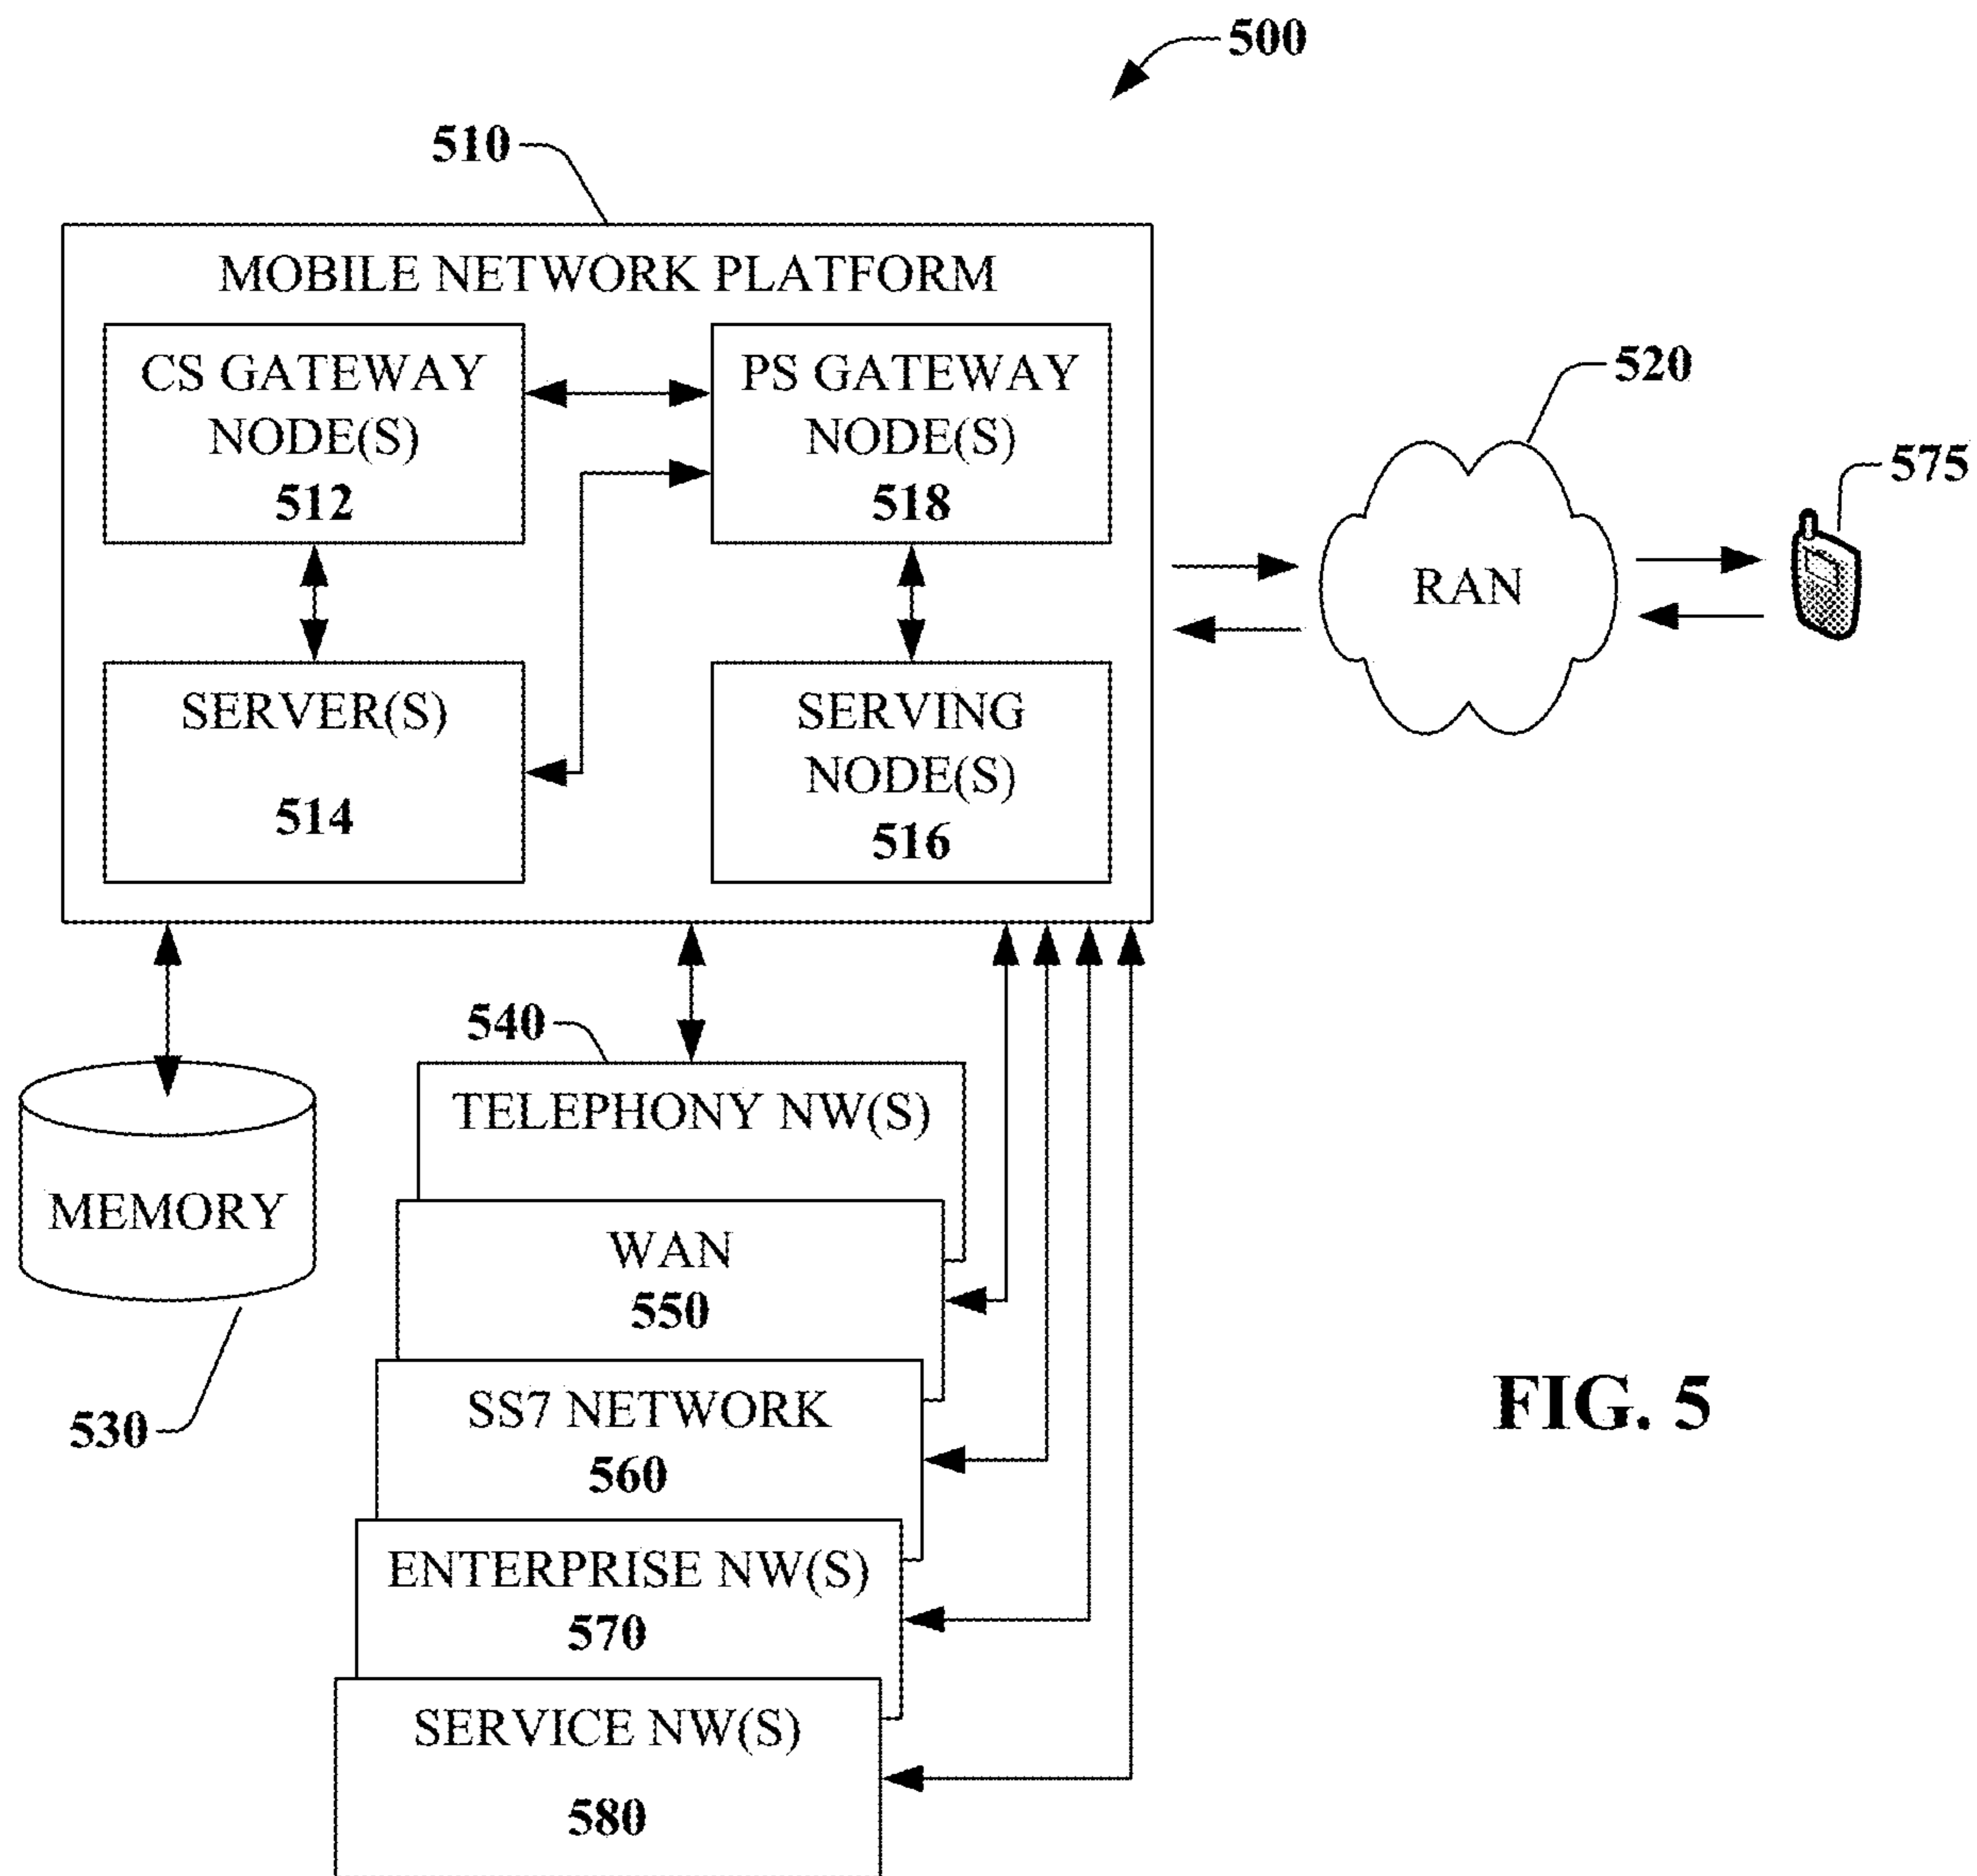 500
510
MOBILE NETWORK PLATFORM
CS GATEWAY
NODE(S)
512
PS GATEWAY
NODE(S)
518
SERVER(S)
514
SERVING
NODE(S)
516
520
RAN
575
540
TELEPHONY NW(S)
MEMORY
530
WAN
550
SS7 NETWORK
560
ENTERPRISE NW(S)
570
SERVICE NW(S)
580
FIG. 5